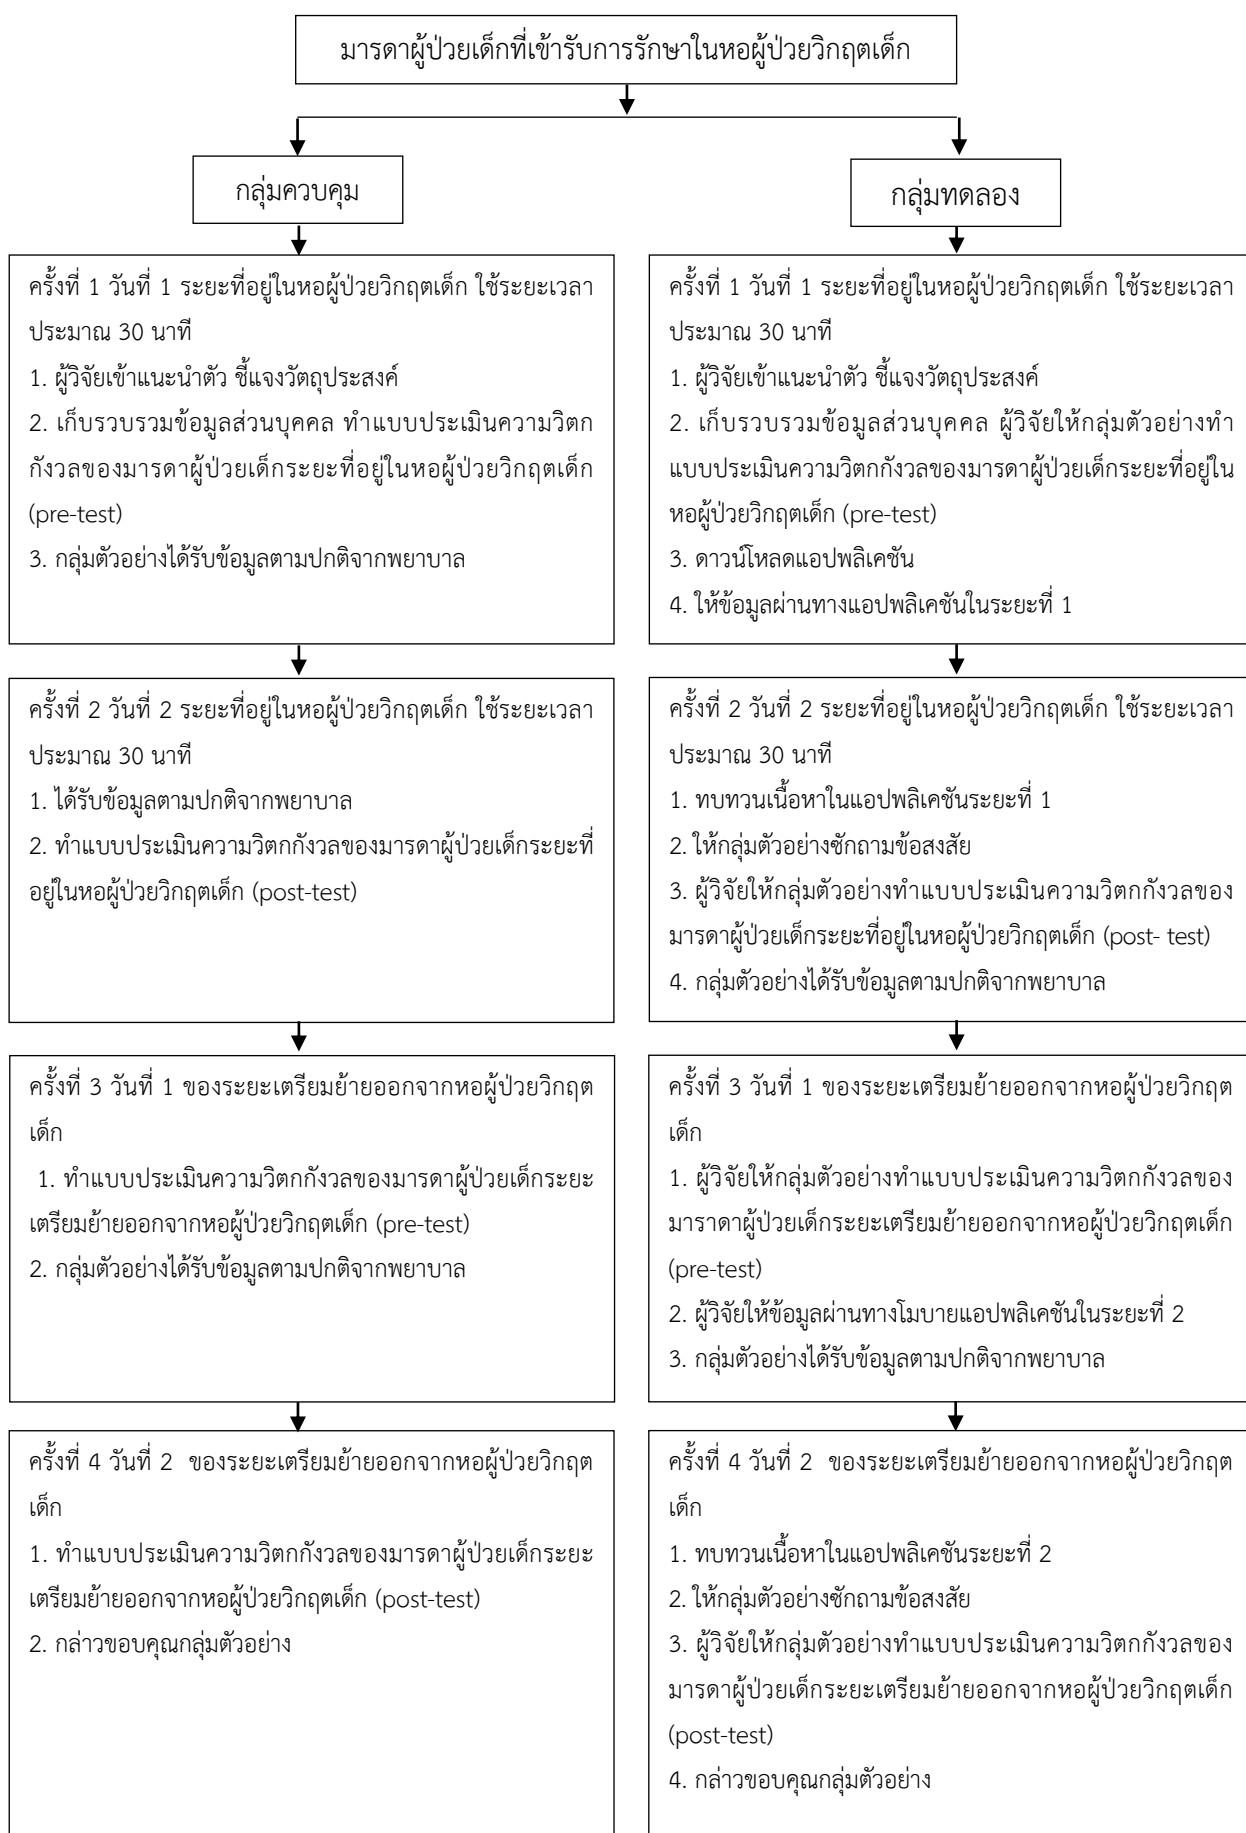 มารดาผู้ป่วยเด็กที่เข้ารับการรักษาในหอผู้ป่วยวิกฤตเด็ก
กลุ่มควบคุม
กลุ่มทดลอง
ครั้งที่ 1 วันที่ 1 ระยะที่อยู่ในหอผู้ป่วยวิกฤตเด็ก ใช้ระยะเวลา
ประมาณ 30 นาที
1. ผู้วิจัยเข้าแนะนำตัว ชี้แจงวัตถุประสงค์
2. เก็บรวบรวมข้อมูลส่วนบุคคล ทำแบบประเมินความวิตก
กังวลของมารดาผู้ป่วยเด็กระยะที่อยู่ในหอผู้ป่วยวิกฤตเด็ก
(pre-test)
3. กลุ่มตัวอย่างได้รับข้อมูลตามปกติจากพยาบาล
ครั้งที่ 1 วันที่ 1 ระยะที่อยู่ในหอผู้ป่วยวิกฤตเด็ก ใช้ระยะเวลา
ประมาณ 30 นาที
1. ผู้วิจัยเข้าแนะนำตัว ชี้แจงวัตถุประสงค์
2. เก็บรวบรวมข้อมูลส่วนบุคคล ผู้วิจัยให้กลุ่มตัวอย่างทำ
แบบประเมินความวิตกกังวลของมารดาผู้ป่วยเด็กระยะที่อยู่ใน
หอผู้ป่วยวิกฤตเด็ก (pre-test)
3. ดาวน์โหลดแอปพลิเคชัน
4. ให้ข้อมูลผ่านทางแอปพลิเคชันในระยะที่ 1
ครั้งที่ 2 วันที่ 2 ระยะที่อยู่ในหอผู้ป่วยวิกฤตเด็ก ใช้ระยะเวลา
ประมาณ 30 นาที
1. ได้รับข้อมูลตามปกติจากพยาบาล
2. ทำแบบประเมินความวิตกกังวลของมารดาผู้ป่วยเด็กระยะที่
อยู่ในหอผู้ป่วยวิกฤตเด็ก (post-test)
ครั้งที่ 2 วันที่ 2 ระยะที่อยู่ในหอผู้ป่วยวิกฤตเด็ก ใช้ระยะเวลา
ประมาณ 30 นาที
1. ทบทวนเนื้อหาในแอปพลิเคชันระยะที่ 1
2. ให้กลุ่มตัวอย่างซักถามข้อสงสัย
3. ผู้วิจัยให้กลุ่มตัวอย่างทำแบบประเมินความวิตกกังวลของ
มารดาผู้ป่วยเด็กระยะที่อยู่ในหอผู้ป่วยวิกฤตเด็ก (post- test)
4. กลุ่มตัวอย่างได้รับข้อมูลตามปกติจากพยาบาล
ครั้งที่ 3 วันที่ 1 ของระยะเตรียมย้ายออกจากหอผู้ป่วยวิกฤต
เด็ก
1. ทำแบบประเมินความวิตกกังวลของมารดาผู้ป่วยเด็กระยะ
เตรียมย้ายออกจากหอผู้ป่วยวิกฤตเด็ก (pre-test)
2. กลุ่มตัวอย่างได้รับข้อมูลตามปกติจากพยาบาล
ครั้งที่ 3 วันที่ 1 ของระยะเตรียมย้ายออกจากหอผู้ป่วยวิกฤต
เด็ก
1. ผู้วิจัยให้กลุ่มตัวอย่างทำแบบประเมินความวิตกกังวลของ
มาราดาผู้ป่วยเด็กระยะเตรียมย้ายออกจากหอผู้ป่วยวิกฤตเด็ก
(pre-test)
2. ผู้วิจัยให้ข้อมูลผ่านทางโมบายแอปพลิเคชันในระยะที่ 2
3. กลุ่มตัวอย่างได้รับข้อมูลตามปกติจากพยาบาล
ครั้งที่ 4 วันที่ 2 ของระยะเตรียมย้ายออกจากหอผู้ป่วยวิกฤต
เด็ก
1. ทำแบบประเมินความวิตกกังวลของมารดาผู้ป่วยเด็กระยะ
เตรียมย้ายออกจากหอผู้ป่วยวิกฤตเด็ก (post-test)
2. กล่าวขอบคุณกลุ่มตัวอย่าง
ครั้งที่ 4 วันที่ 2 ของระยะเตรียมย้ายออกจากหอผู้ป่วยวิกฤต
เด็ก
1. ทบทวนเนื้อหาในแอปพลิเคชันระยะที่ 2
2. ให้กลุ่มตัวอย่างซักถามข้อสงสัย
3. ผู้วิจัยให้กลุ่มตัวอย่างทำแบบประเมินความวิตกกังวลของ
มารดาผู้ป่วยเด็กระยะเตรียมย้ายออกจากหอผู้ป่วยวิกฤตเด็ก
(post-test)
4. กล่าวขอบคุณกลุ่มตัวอย่าง